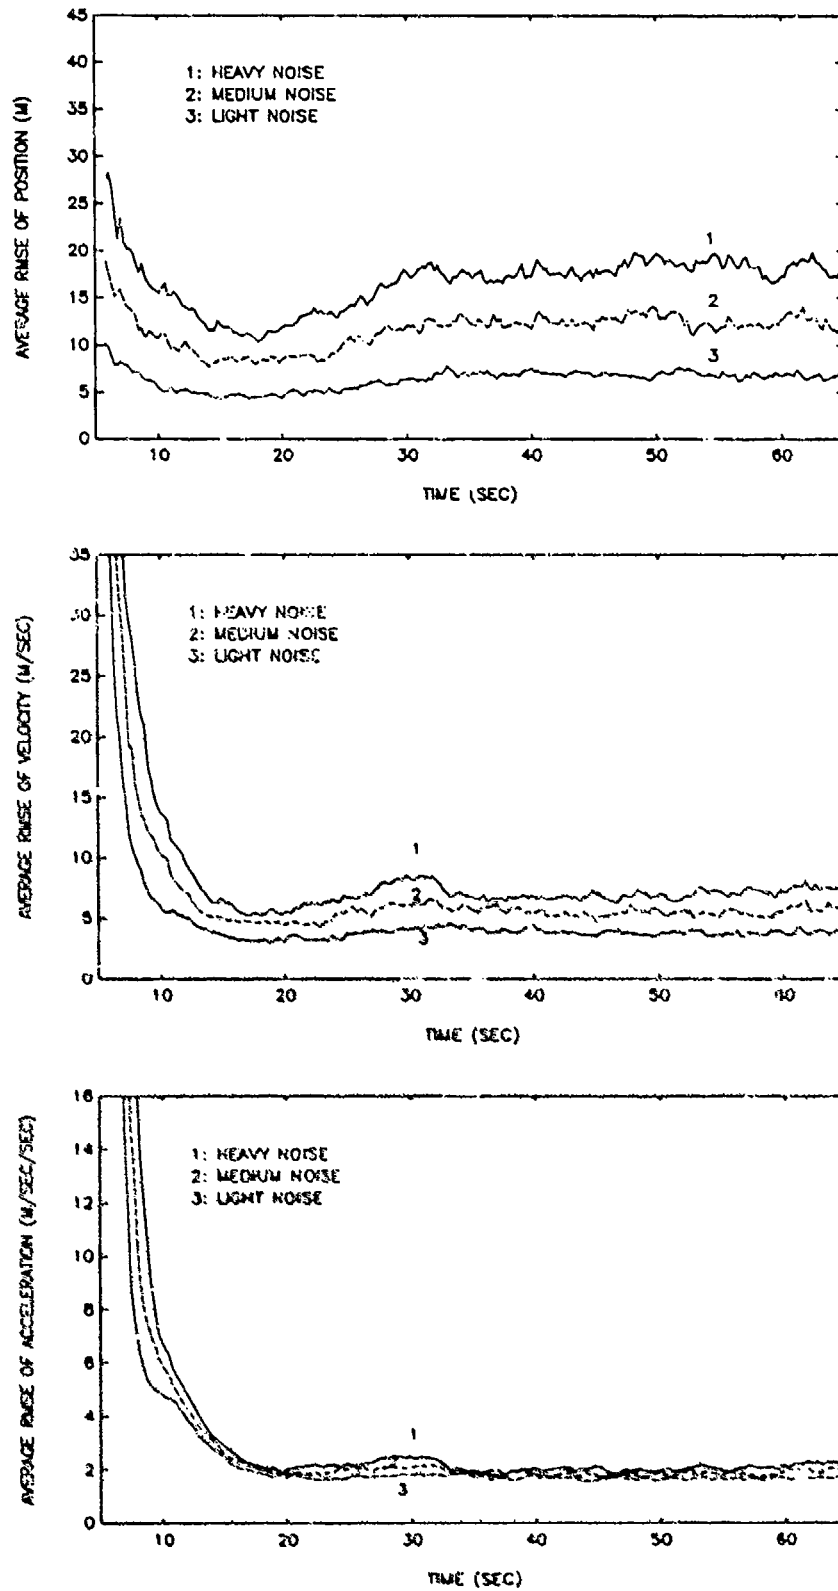 AVERAGE RMSE OF POSITION (M)
45
40
35
30
25
20
15
10
5
0
1: HEAVY NOISE
2: MEDIUM NOISE
3: LIGHT NOISE
1
2
3
10 20 30 40 50 60
TIME (SEC)
AVERAGE RMSE OF VELOCITY (M/SEC)
35
30
25
20
15
10
5
0
1: HEAVY NOISE
2: MEDIUM NOISE
3: LIGHT NOISE
1
2
3
10 20 30 40 50 60
TIME (SEC)
AVERAGE RMSE OF ACCELERATION (M/SEC/SEC)
16
14
12
10
8
6
4
2
0
1: HEAVY NOISE
2: MEDIUM NOISE
3: LIGHT NOISE
1
3
10 20 30 40 50 60
TIME (SEC)